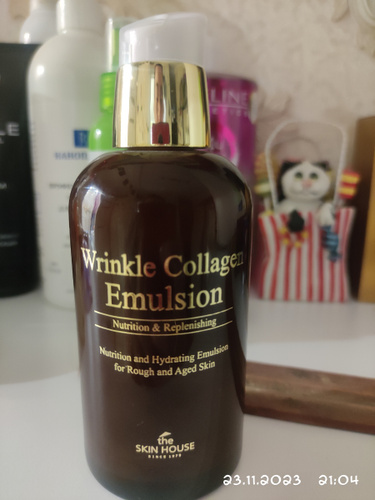 Wrinkle Collagen
Emulsion
Nutrition & Replenishing
Nutrition and Hydrating Emulsion
for Rough and Aged Skin
the
SKIN HOUSE
SINCE 1975
23.11.2023 21:04